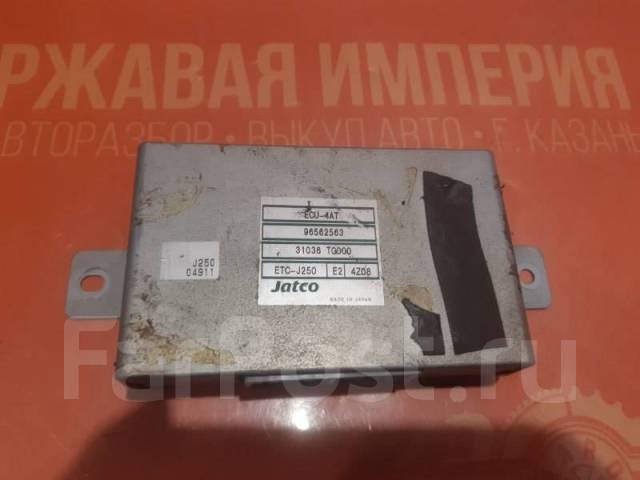 РЖАВАЯ ИМПЕРИЯ
ВТОРАЗБОР • ВЫКУП АВТО • Г. КАЗАНЬ
ECU-4AT
96562563
31036 TG000
ETC-J250 E2 4Z08
Jatco
MADE IN JAPAN
J250
04911
FarPost.ru